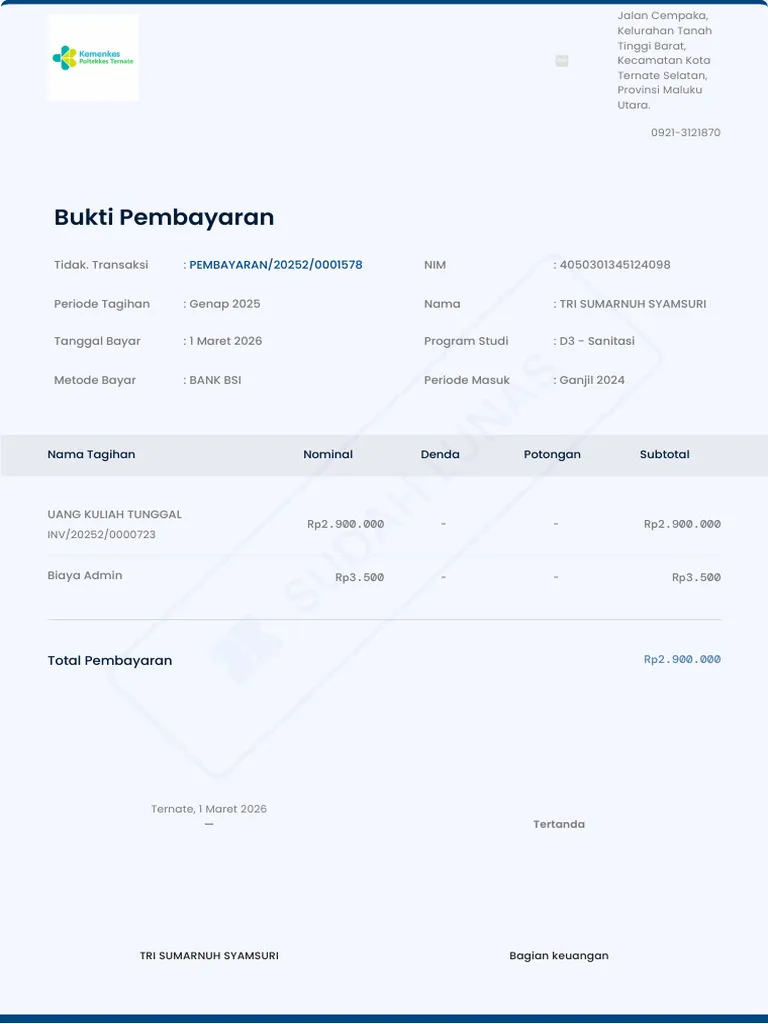 Kemenkes
Poltekkes Ternate
Jalan Cempaka,
Kelurahan Tanah
Tinggi Barat,
Kecamatan Kota
Ternate Selatan,
Provinsi Maluku
Utara.
0921-3121870
Bukti Pembayaran
Tidak. Transaksi : PEMBAYARAN/20252/0001578 NIM : 4050301345124098
Periode Tagihan : Genap 2025 Nama : TRI SUMARNUH SYAMSURI
Tanggal Bayar : 1 Maret 2026 Program Studi : D3 - Sanitasi
Metode Bayar : BANK BSI Periode Masuk : Ganjil 2024
SUDAH LUNAS
Nama Tagihan Nominal Denda Potongan Subtotal
UANG KULIAH TUNGGAL Rp2.900.000 - - Rp2.900.000
INV/20252/0000723
Biaya Admin Rp3.500 - - Rp3.500
Total Pembayaran Rp2.900.000
Ternate, 1 Maret 2026
—
Tertanda
TRI SUMARNUH SYAMSURI Bagian keuangan